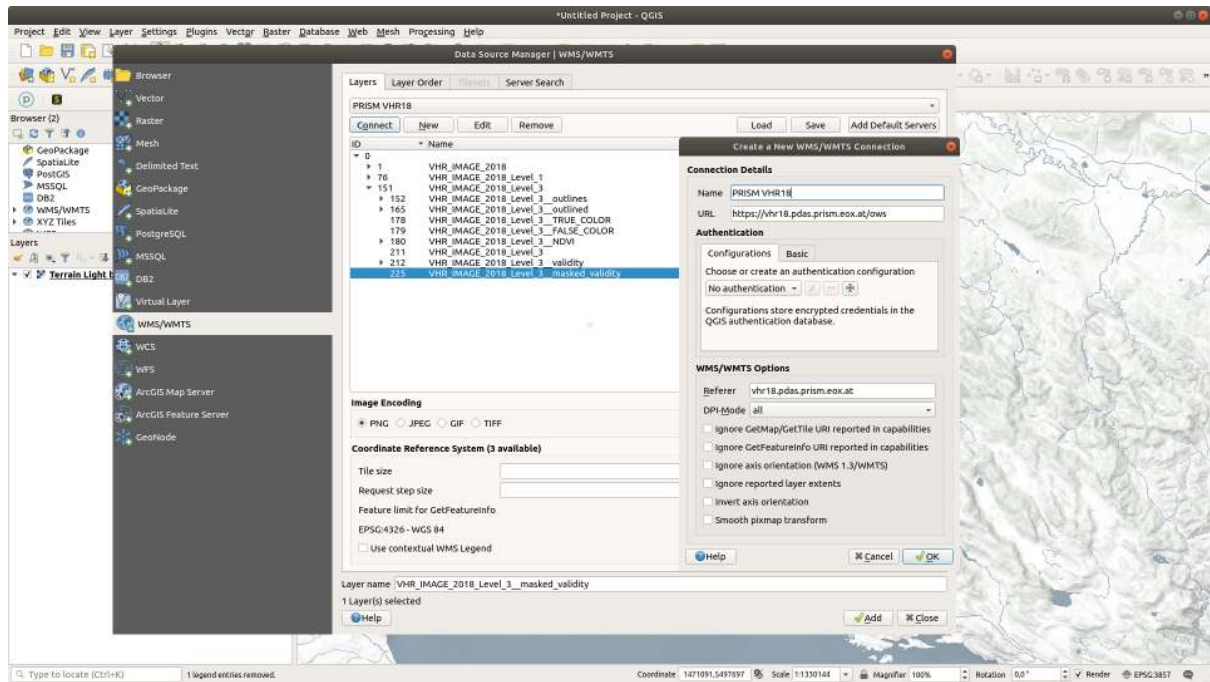 *Untitled Project - QGIS
Project Edit View Layer Settings Plugins Vector Raster Database Web Mesh Processing Help
Data Source Manager | WMS/WMTS
Browser
Vector
Raster
Mesh
Delimited Text
GeoPackage
SpatiaLite
PostgreSQL
MSSQL
DB2
Virtual Layer
WMS/WMTS
WCS
WFS
ArcGIS Map Server
ArcGIS Feature Server
GeoNode
Browser (2)
GeoPackage
SpatiaLite
PostGIS
MSSQL
DB2
WMS/WMTS
XYZ Tiles
Layers
Terrain Light
Layers Layer Order Tilesets Server Search
PRISM VHR18
Connect New Edit Remove Load Save Add Default Servers
ID Name
0
1 VHR_IMAGE_2018
76 VHR_IMAGE_2018_Level_1
151 VHR_IMAGE_2018_Level_3
152 VHR_IMAGE_2018_Level_3__outlines
165 VHR_IMAGE_2018_Level_3__outlined
178 VHR_IMAGE_2018_Level_3__TRUE_COLOR
179 VHR_IMAGE_2018_Level_3__FALSE_COLOR
180 VHR_IMAGE_2018_Level_3__NDVI
211 VHR_IMAGE_2018_Level_3
212 VHR_IMAGE_2018_Level_3__validity
225 VHR_IMAGE_2018_Level_3__masked_validity
Image Encoding
PNG JPEG GIF TIFF
Coordinate Reference System (3 available)
Tile size
Request step size
Feature limit for GetFeatureInfo
EPSG:4326 - WGS 84
Use contextual WMS Legend
Layer name VHR_IMAGE_2018_Level_3__masked_validity
1 Layer(s) selected
Help Add Close
Create a New WMS/WMTS Connection
Connection Details
Name PRISM VHR18
URL https://vhr18.pdas.prism.eox.at/ows
Authentication
Configurations Basic
Choose or create an authentication configuration
No authentication
Configurations store encrypted credentials in the
QGIS authentication database.
WMS/WMTS Options
Referer vhr18.pdas.prism.eox.at
DPI-Mode all
Ignore GetMap/GetTile URI reported in capabilities
Ignore GetFeatureInfo URI reported in capabilities
Ignore axis orientation (WMS 1.3/WMTS)
Ignore reported layer extents
Invert axis orientation
Smooth pixmap transform
Help Cancel OK
Type to locate (Ctrl+K) 1 legend entries removed. Coordinate 1471091,5497697 Scale 1:1330144 Magnifier 100% Rotation 0,0° Render EPSG:3857